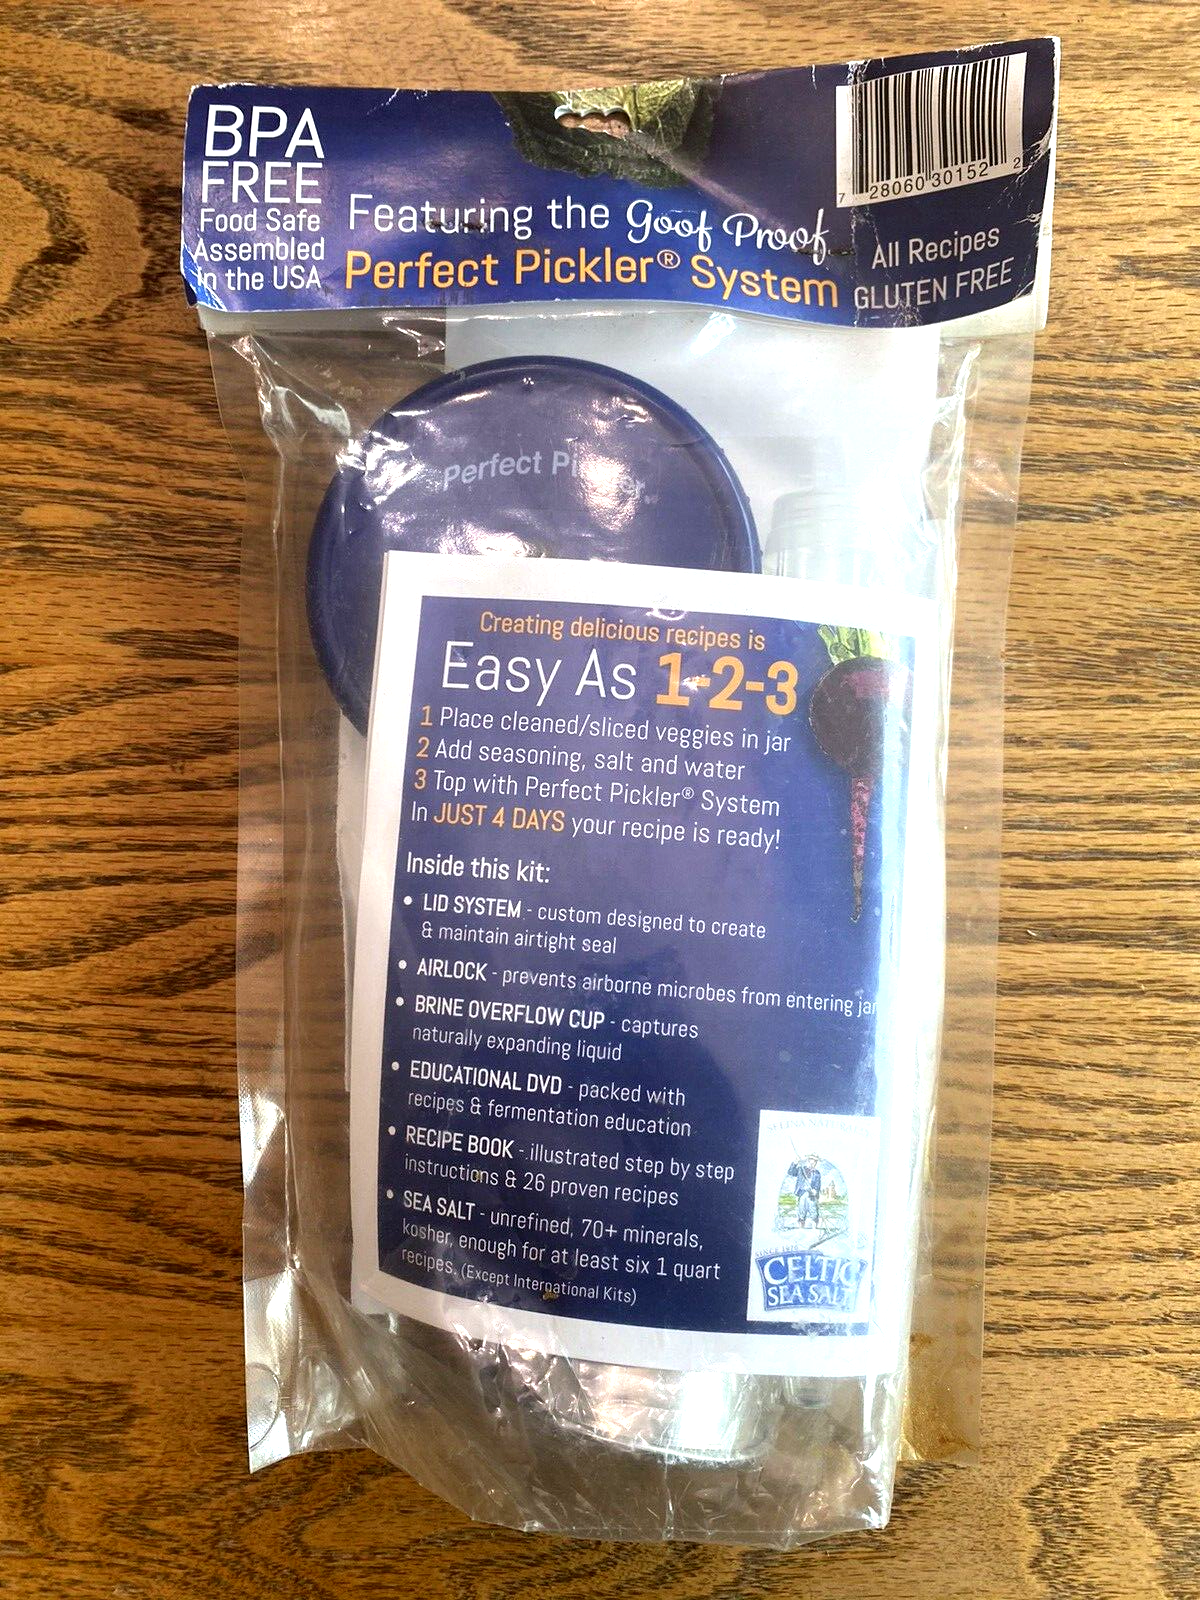 BPA
FREE
Food Safe
Assembled
in the USA
Featuring the Goof Proof
Perfect Pickler® System
7 28060 30152 2
All Recipes
GLUTEN FREE
Perfect
Creating delicious recipes is
Easy As 1-2-3
1 Place cleaned/sliced veggies in jar
2 Add seasoning, salt and water
3 Top with Perfect Pickler® System
In JUST 4 DAYS your recipe is ready!
Inside this kit:
• LID SYSTEM - custom designed to create
& maintain airtight seal
• AIRLOCK - prevents airborne microbes from entering jar
• BRINE OVERFLOW CUP - captures
naturally expanding liquid
• EDUCATIONAL DVD - packed with
recipes & fermentation education
• RECIPE BOOK - illustrated step by step
instructions & 26 proven recipes
• SEA SALT - unrefined, 70+ minerals,
kosher, enough for at least six 1 quart
recipes. (Except International Kits)
CELTIC
SEA SALT